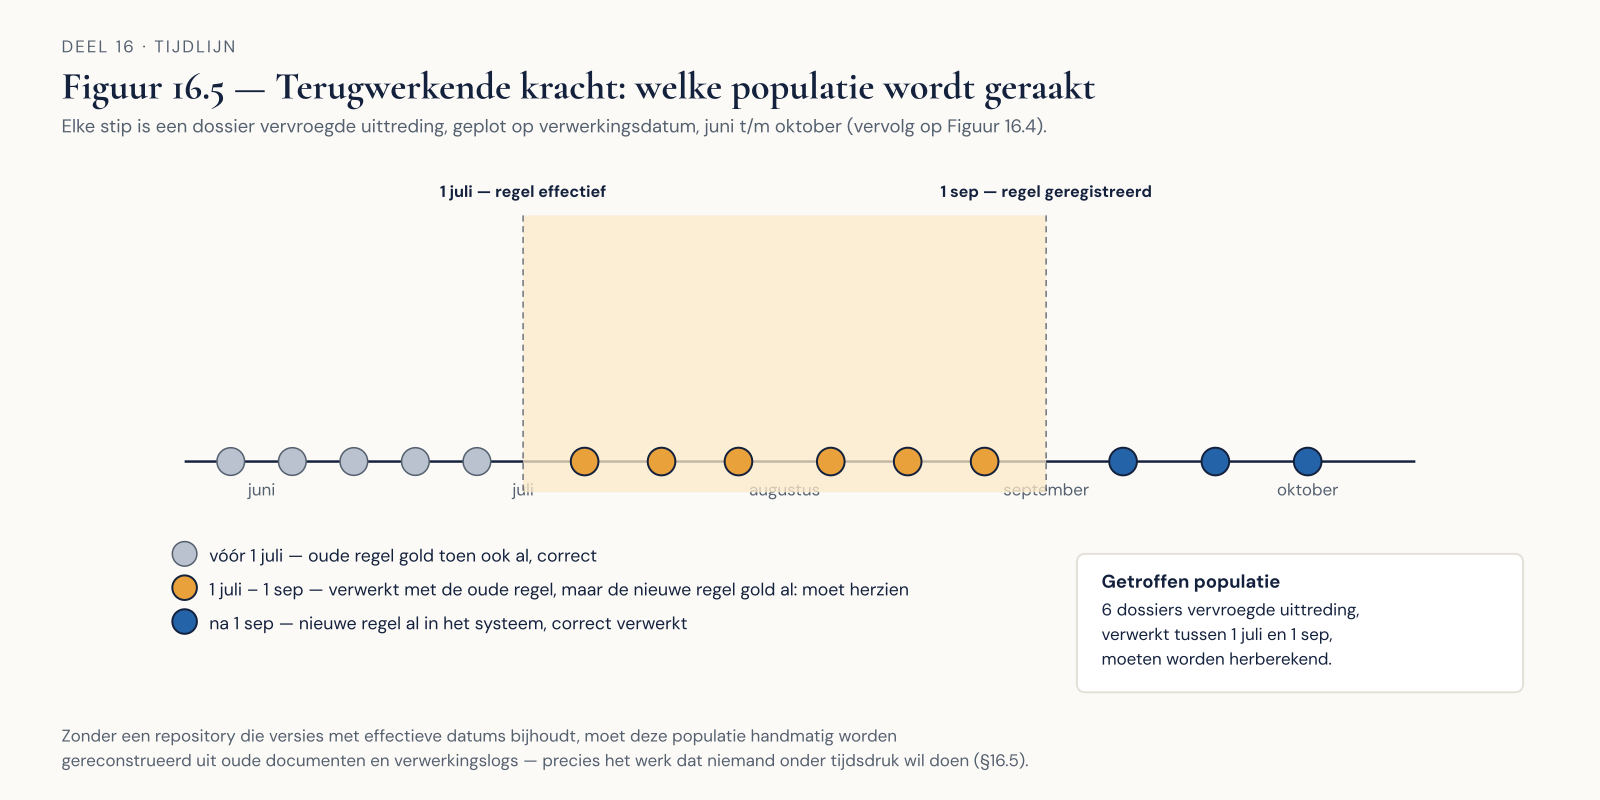 DEEL 16 · TIJDLIJN
Figuur 16.5 — Terugwerkende kracht: welke populatie wordt geraakt
Elke stip is een dossier vervroegde uittreding, geplot op verwerkingsdatum, juni t/m oktober (vervolg op Figuur 16.4).
1 juli — regel effectief
1 sep — regel geregistreerd
juni
juli
augustus
september
oktober
vóór 1 juli — oude regel gold toen ook al, correct
1 juli – 1 sep — verwerkt met de oude regel, maar de nieuwe regel gold al: moet herzien
na 1 sep — nieuwe regel al in het systeem, correct verwerkt
Getroffen populatie
6 dossiers vervroegde uittreding,
verwerkt tussen 1 juli en 1 sep,
moeten worden herberekend.
Zonder een repository die versies met effectieve datums bijhoudt, moet deze populatie handmatig worden
gereconstrueerd uit oude documenten en verwerkingslogs — precies het werk dat niemand onder tijdsdruk wil doen (§16.5).